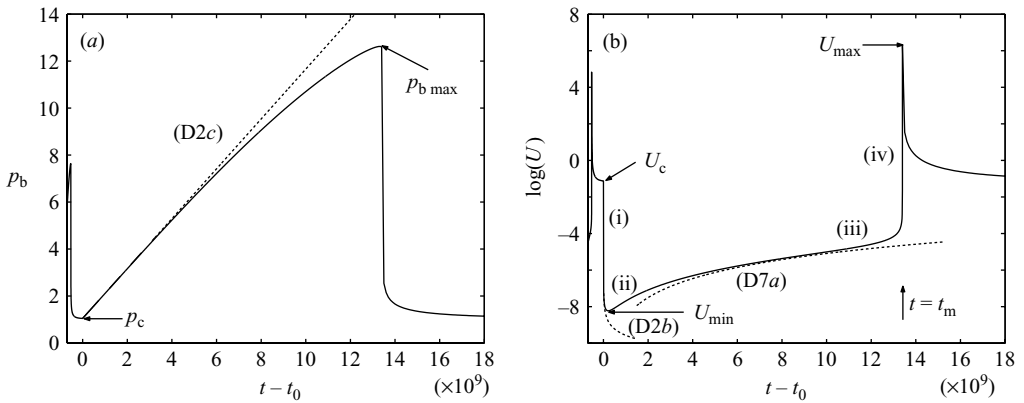 (a)
14
12
10
8
6
4
2
0
p_b
(D2c)
p_b max
p_c
0 2 4 6 8 10 12 14 16 18
t – t_0
(×10^9)
(b)
8
4
0
–4
–8
log(U)
U_max
U_c
(i)
(ii)
(iii)
(iv)
(D7a)
(D2b)
U_min
t = t_m
0 2 4 6 8 10 12 14 16 18
t – t_0
(×10^9)